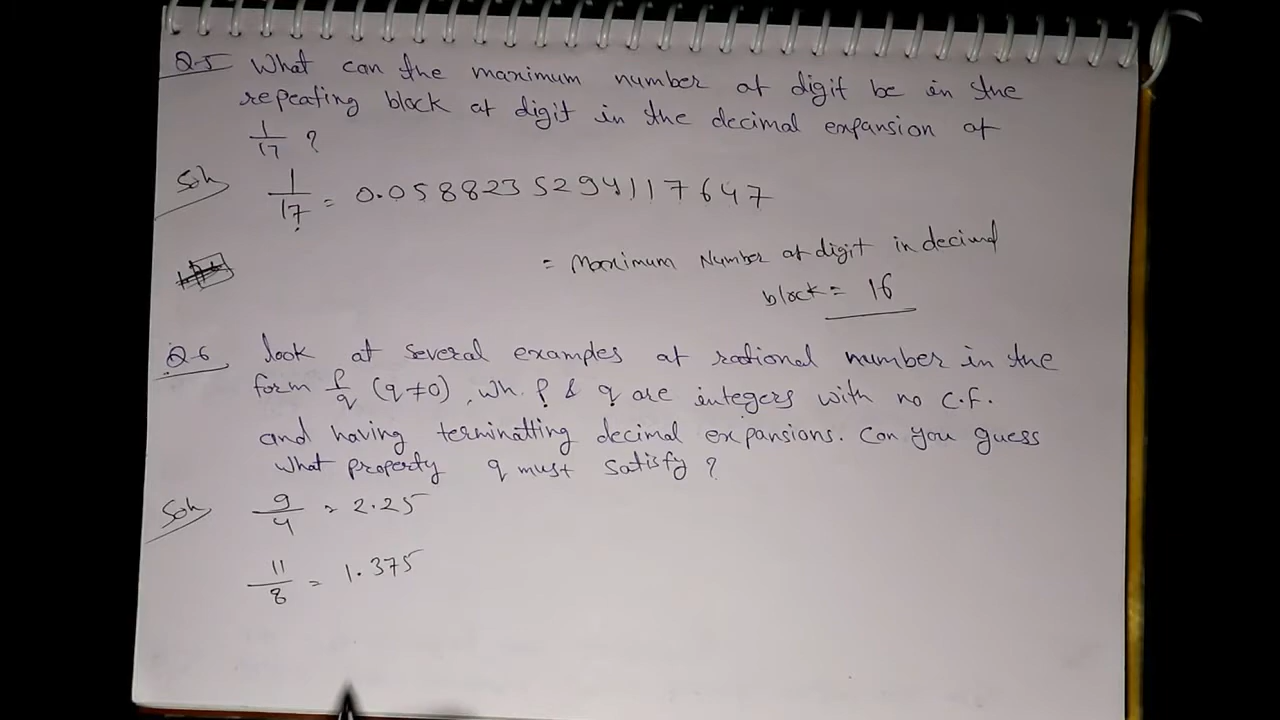 Q-5 What can the maximum number of digit be in the
repeating block of digit in the decimal expansion of
1/17 ?
Soln 1/17 = 0.0588235294117647
= Maximum Number of digit in decimal
block = 16
Q-6 look at several examples of rational number in the
form p/q (q≠0), wh. p & q are integers with no C.F.
and having terminatting decimal expansions. Can you guess
what property q must satisfy ?
Soln 9/4 = 2.25
11/8 = 1.375